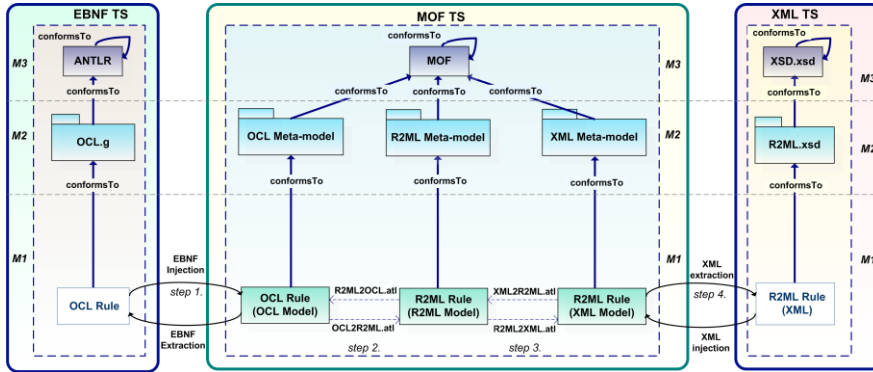 EBNF TS
MOF TS
XML TS
conformsTo
conformsTo
conformsTo
M3
ANTLR
MOF
M3
XSD.xsd
M3
conformsTo
conformsTo
conformsTo
conformsTo
conformsTo
M2
OCL.g
OCL Meta-model
R2ML Meta-model
XML Meta-model
M2
R2ML.xsd
M2
conformsTo
conformsTo
conformsTo
conformsTo
conformsTo
M1
M1
M1
EBNF
Injection
XML
extraction
OCL Rule
step 1.
OCL Rule
(OCL Model)
R2ML2OCL.atl
R2ML Rule
(R2ML Model)
XML2R2ML.atl
R2ML Rule
(XML Model)
step 4.
R2ML Rule
(XML)
EBNF
Extraction
OCL2R2ML.atl
R2ML2XML.atl
XML
injection
step 2.
step 3.